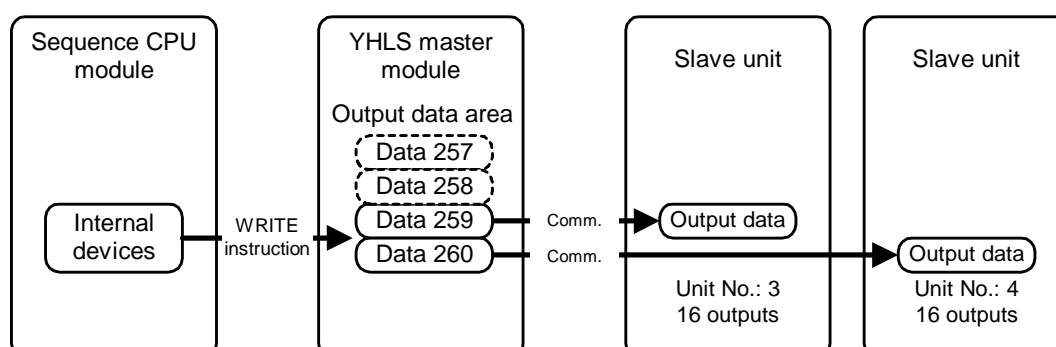 Sequence CPU
module
Internal
devices
WRITE
instruction
YHLS master
module
Output data area
Data 257
Data 258
Data 259
Data 260
Comm.
Comm.
Slave unit
Output data
Unit No.: 3
16 outputs
Slave unit
Output data
Unit No.: 4
16 outputs